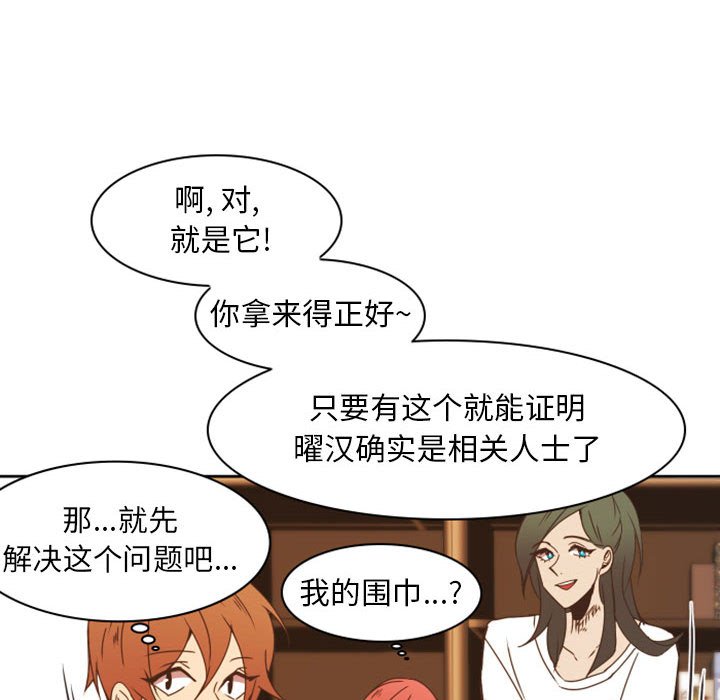 啊, 对,
就是它!
你拿来得正好~
只要有这个就能证明
曜汉确实是相关人士了
那...就先
解决这个问题吧...
我的围巾...?